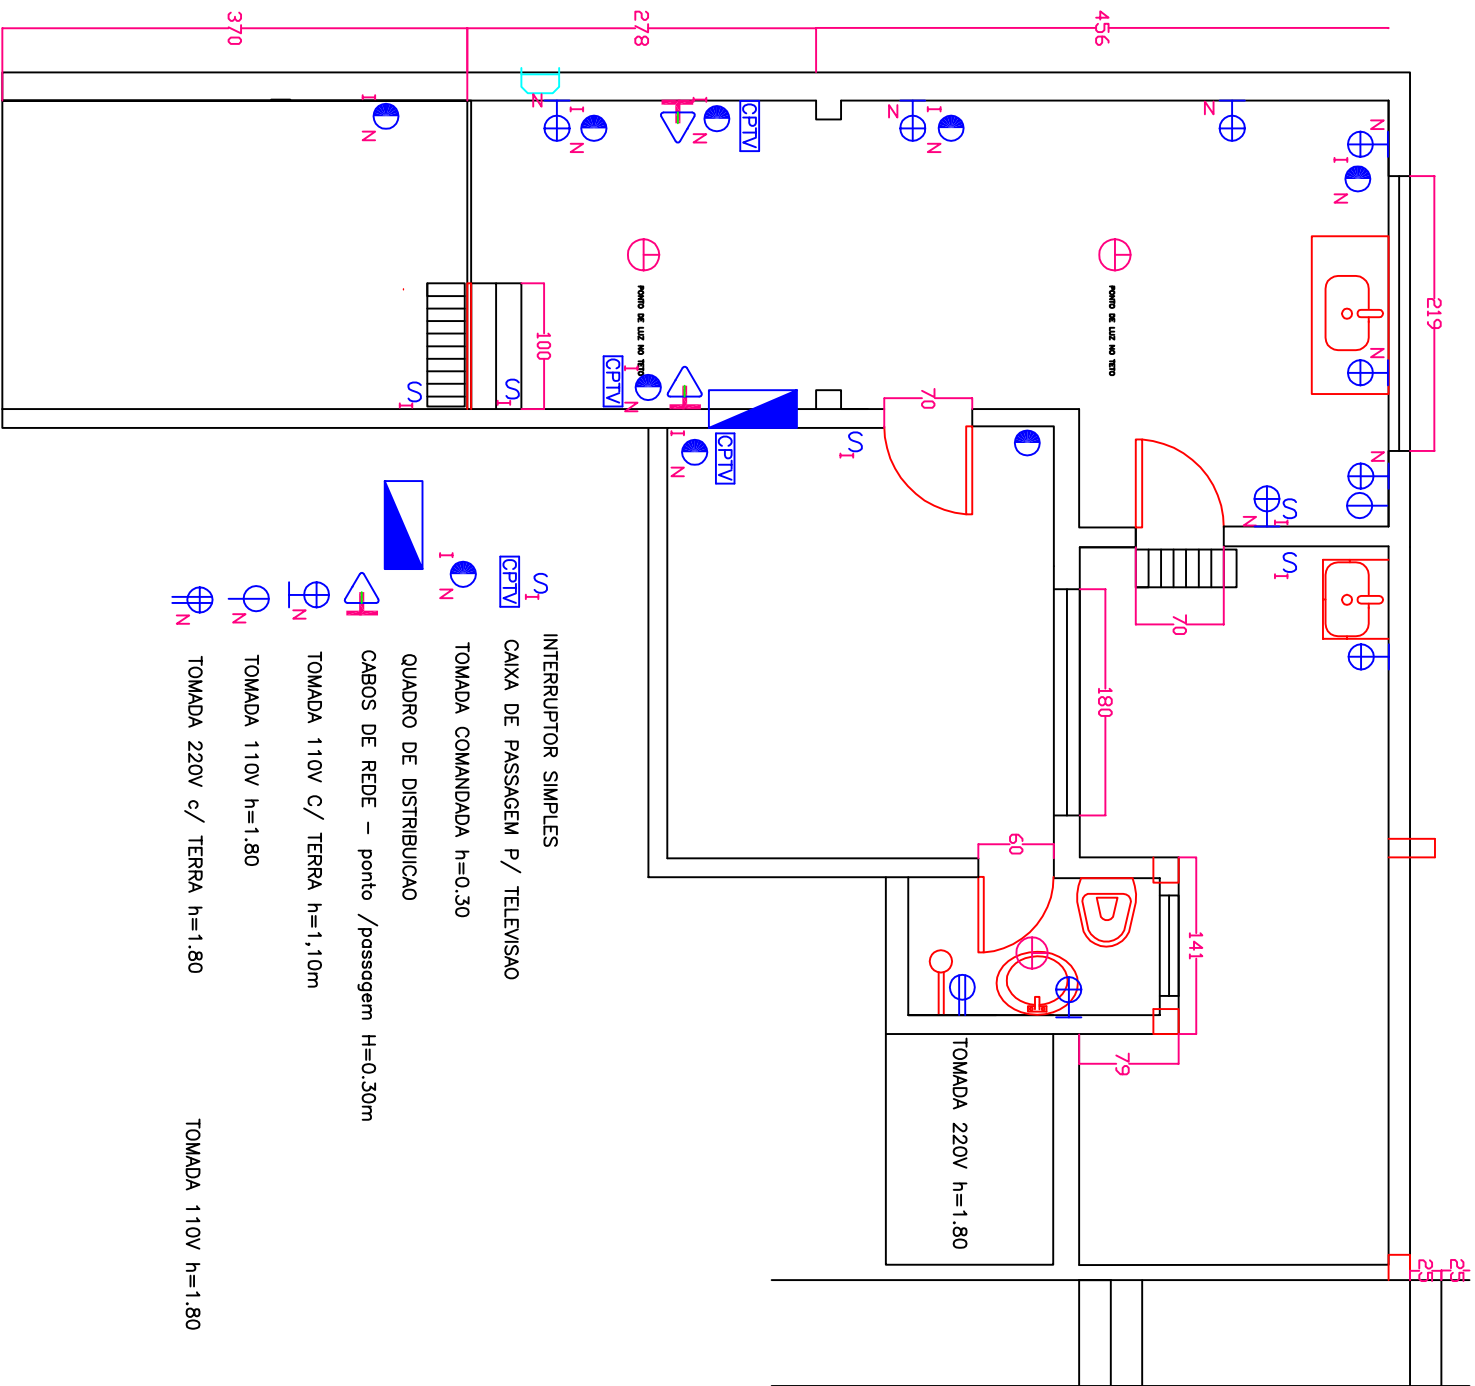 370
278
456
219
N
I
N
N
I
N
N
I
N
CPTV
N
I
N
N
I
N
PONTO DE LUZ NO TETO
PONTO DE LUZ NO TETO
100
S
I
S
I
CPTV
I
N
I
N
CPTV
S
I
70
N
N
S
I
N
S
I
70
180
60
141
79
25
25
TOMADA 220V h=1.80
S
I
INTERRUPTOR SIMPLES
CPTV
CAIXA DE PASSAGEM P/ TELEVISAO
I
N
TOMADA COMANDADA h=0.30
QUADRO DE DISTRIBUICAO
CABOS DE REDE - ponto /passagem H=0.30m
N
TOMADA 110V C/ TERRA h=1,10m
N
TOMADA 110V h=1.80
N
TOMADA 220V c/ TERRA h=1.80
TOMADA 110V h=1.80